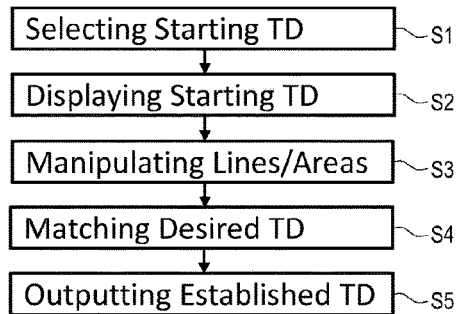 Selecting Starting TD S1
Displaying Starting TD S2
Manipulating Lines/Areas S3
Matching Desired TD S4
Outputting Established TD S5